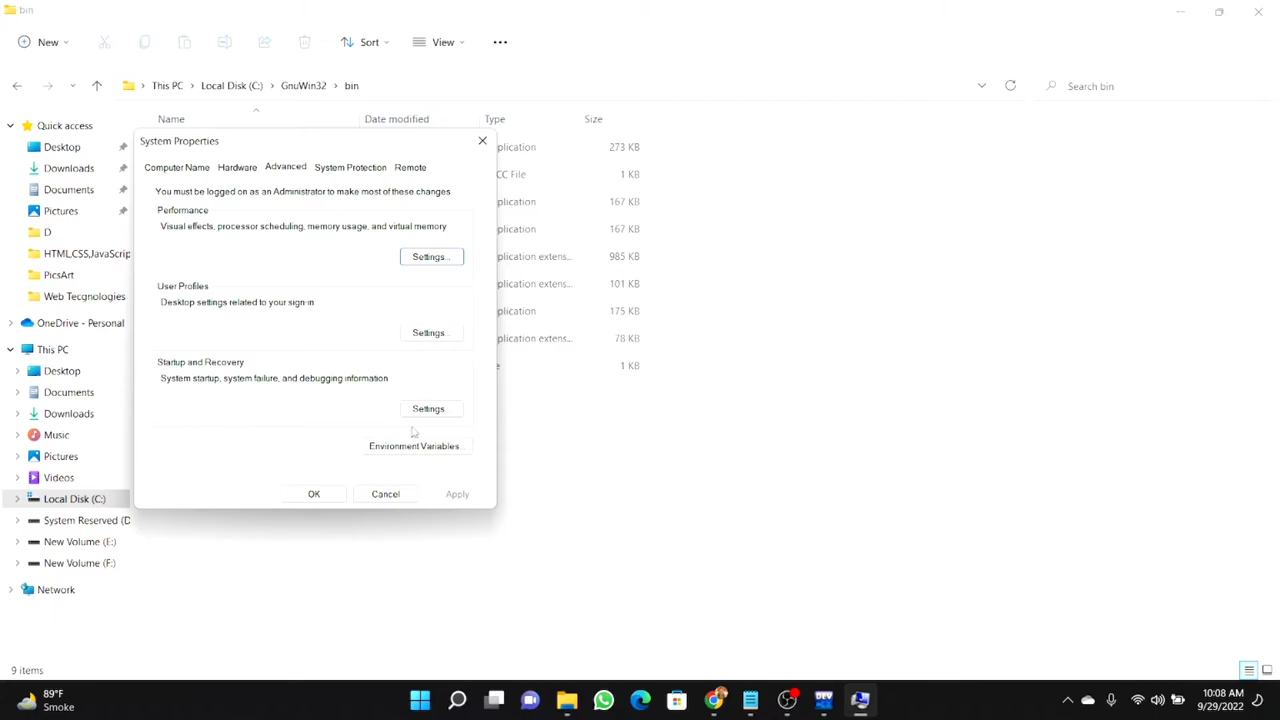 bin
New
Sort
View
This PC
Local Disk (C:)
GnuWin32
bin
Search bin
Quick access
Desktop
Downloads
Documents
Pictures
D
HTML,CSS,JavaScrip
PicsArt
Web Tecgnologies
OneDrive - Personal
This PC
Desktop
Documents
Downloads
Music
Pictures
Videos
Local Disk (C:)
System Reserved (D
New Volume (E:)
New Volume (F:)
Network
Name
Date modified
Type
Size
plication
273 KB
CC File
1 KB
plication
167 KB
plication
167 KB
plication extens...
985 KB
plication extens...
101 KB
plication
175 KB
plication extens...
78 KB
e
1 KB
System Properties
Computer Name
Hardware
Advanced
System Protection
Remote
You must be logged on as an Administrator to make most of these changes.
Performance
Visual effects, processor scheduling, memory usage, and virtual memory
Settings...
User Profiles
Desktop settings related to your sign-in
Settings...
Startup and Recovery
System startup, system failure, and debugging information
Settings...
Environment Variables...
OK
Cancel
Apply
9 items
89°F
Smoke
DEV
10:08 AM
9/29/2022